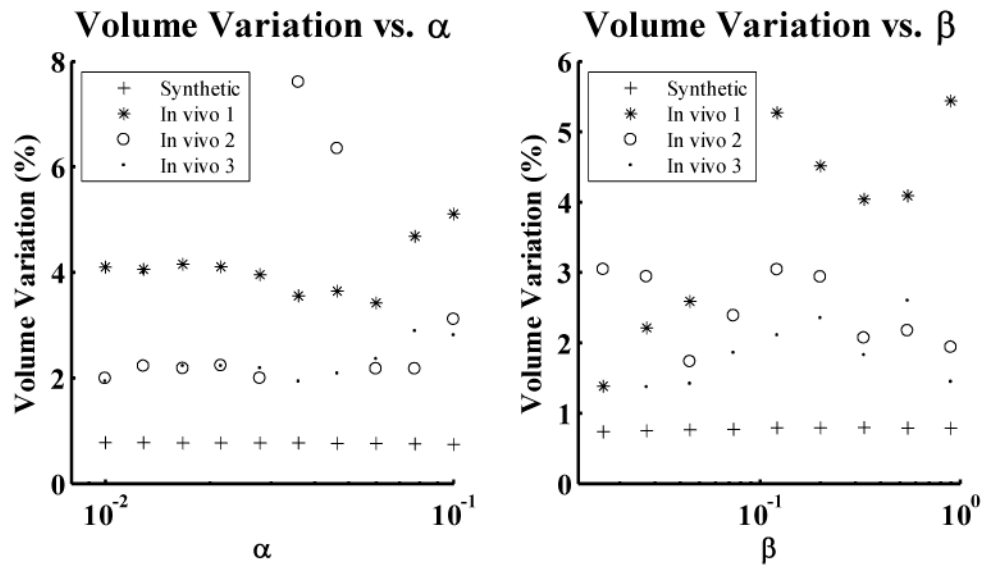 Volume Variation vs. α
Volume Variation (%)
8
6
4
2
0
Synthetic
In vivo 1
In vivo 2
In vivo 3
10-2
10-1
α
Volume Variation vs. β
Volume Variation (%)
6
5
4
3
2
1
0
Synthetic
In vivo 1
In vivo 2
In vivo 3
10-1
100
β